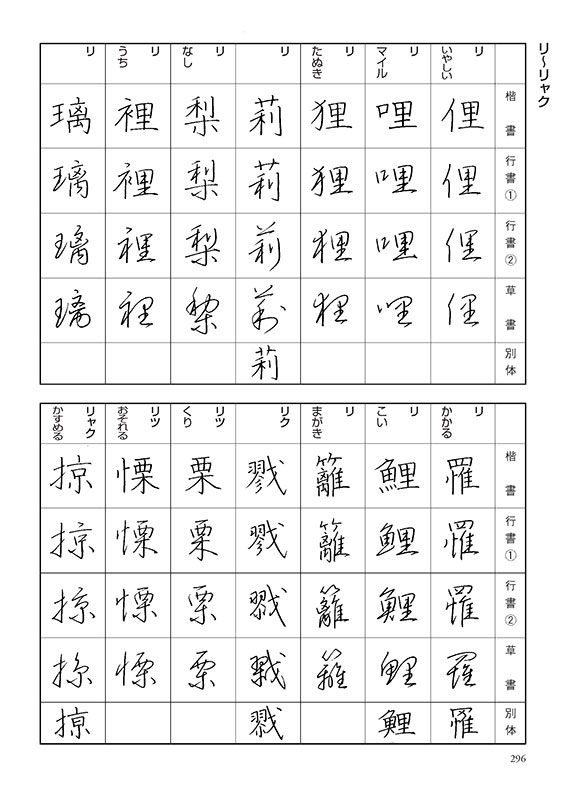 リ〜リャク
楷書 行書① 行書② 草書 別体
リ いやしい 俚 俚 俚 俚
リ マイル 哩 哩 哩 哩
リ たぬき 狸 狸 狸 狸
リ 莉 莉 莉 莉 莉
リ なし 梨 梨 梨 梨
リ うち 裡 裡 裡 裡
リ 璃 璃 璃 璃
楷書 行書① 行書② 草書 別体
リ かかる 罹 罹 罹 罹 罹
リ こい 鯉 鯉 鯉 鯉 鯉
リ まがき 籬 籬 籬 籬
リク 戮 戮 戮 戮 戮
リツ くり 栗 栗 栗 栗
リツ おそれる 慄 慄 慄 慄
リャク かすめる 掠 掠 掠 掠 掠
296